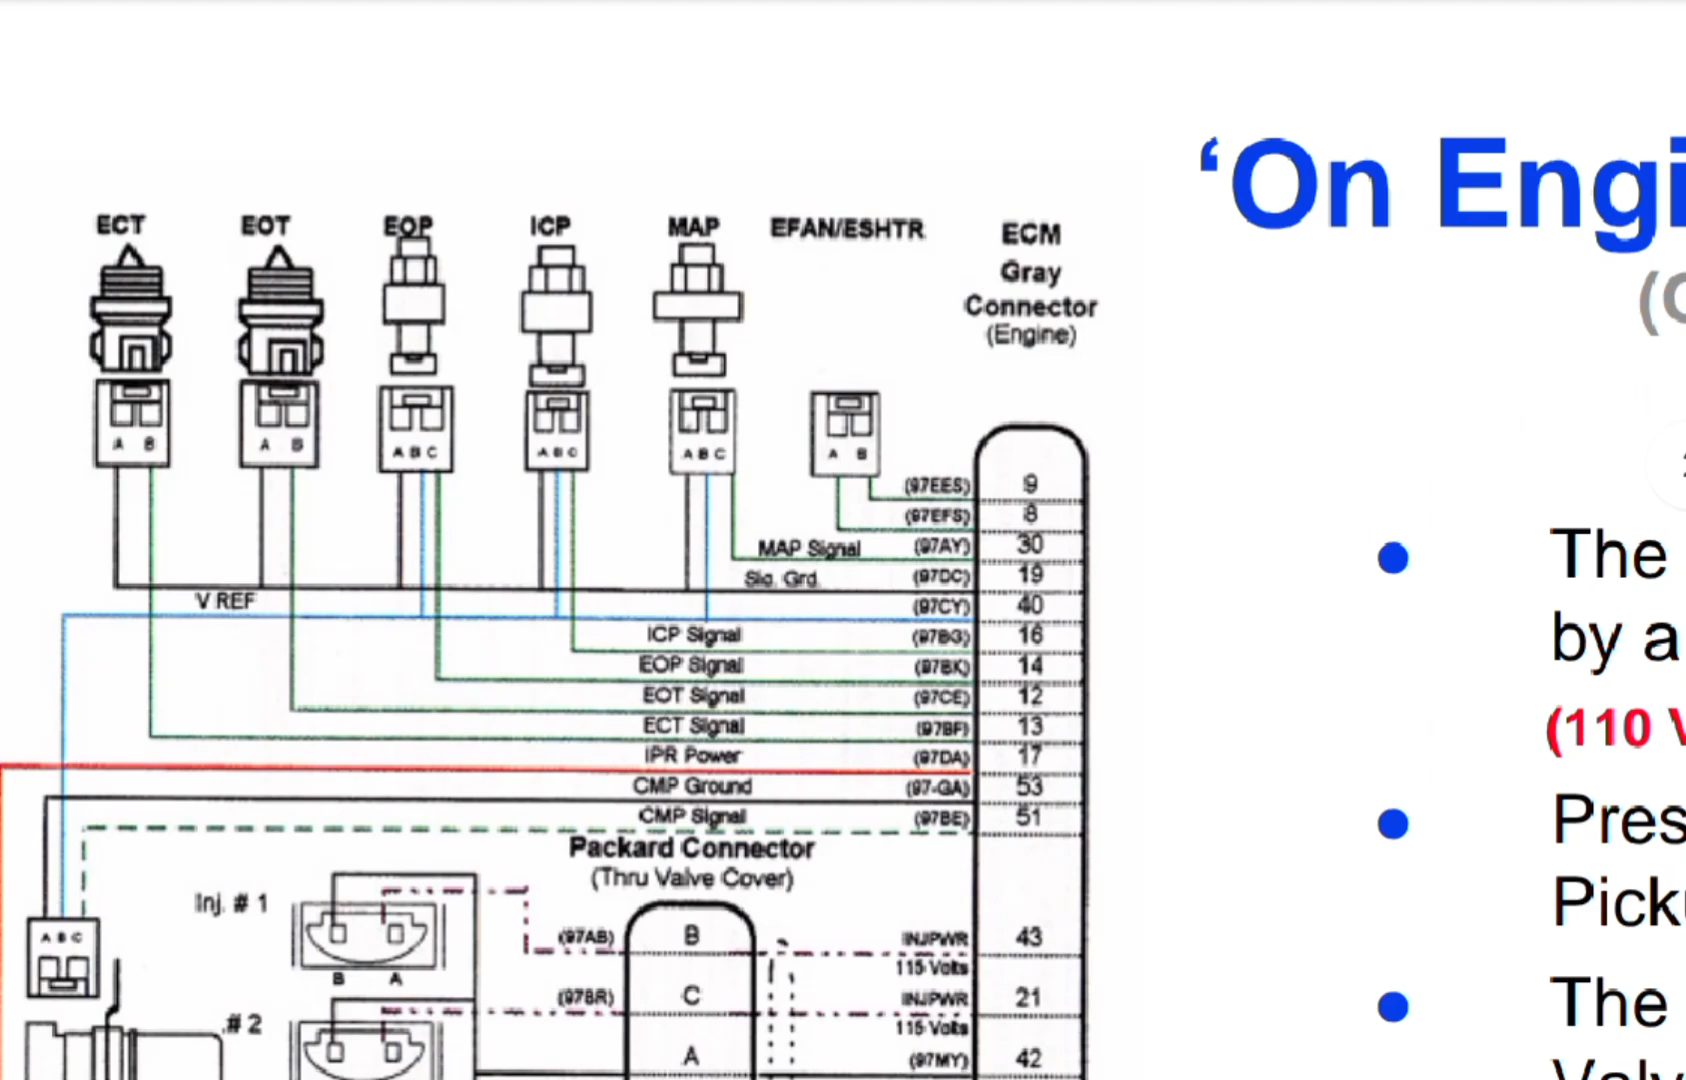 ‘On Engi
(C
ECT EOT EOP ICP MAP EFAN/ESHTR ECM
Gray
Connector
(Engine)
A B A B A B C A B C A B C A B
(97EES) 9
(97EFS) 8
MAP Signal (97AY) 30
Sig. Grd. (97DC) 19
V REF (97CY) 40
ICP Signal (97BG) 16
EOP Signal (97BK) 14
EOT Signal (97CE) 12
ECT Signal (97BF) 13
IPR Power (97DA) 17
CMP Ground (97-GA) 53
CMP Signal (97BE) 51
Packard Connector
(Thru Valve Cover)
Inj. # 1
A B C
(97AB) B INJPWR 43
B A
115 Volts
(97BR) C INJPWR 21
# 2
115 Volts
A (97MY) 42
The
by a
(110 V
Pres
Pick
The
Valv